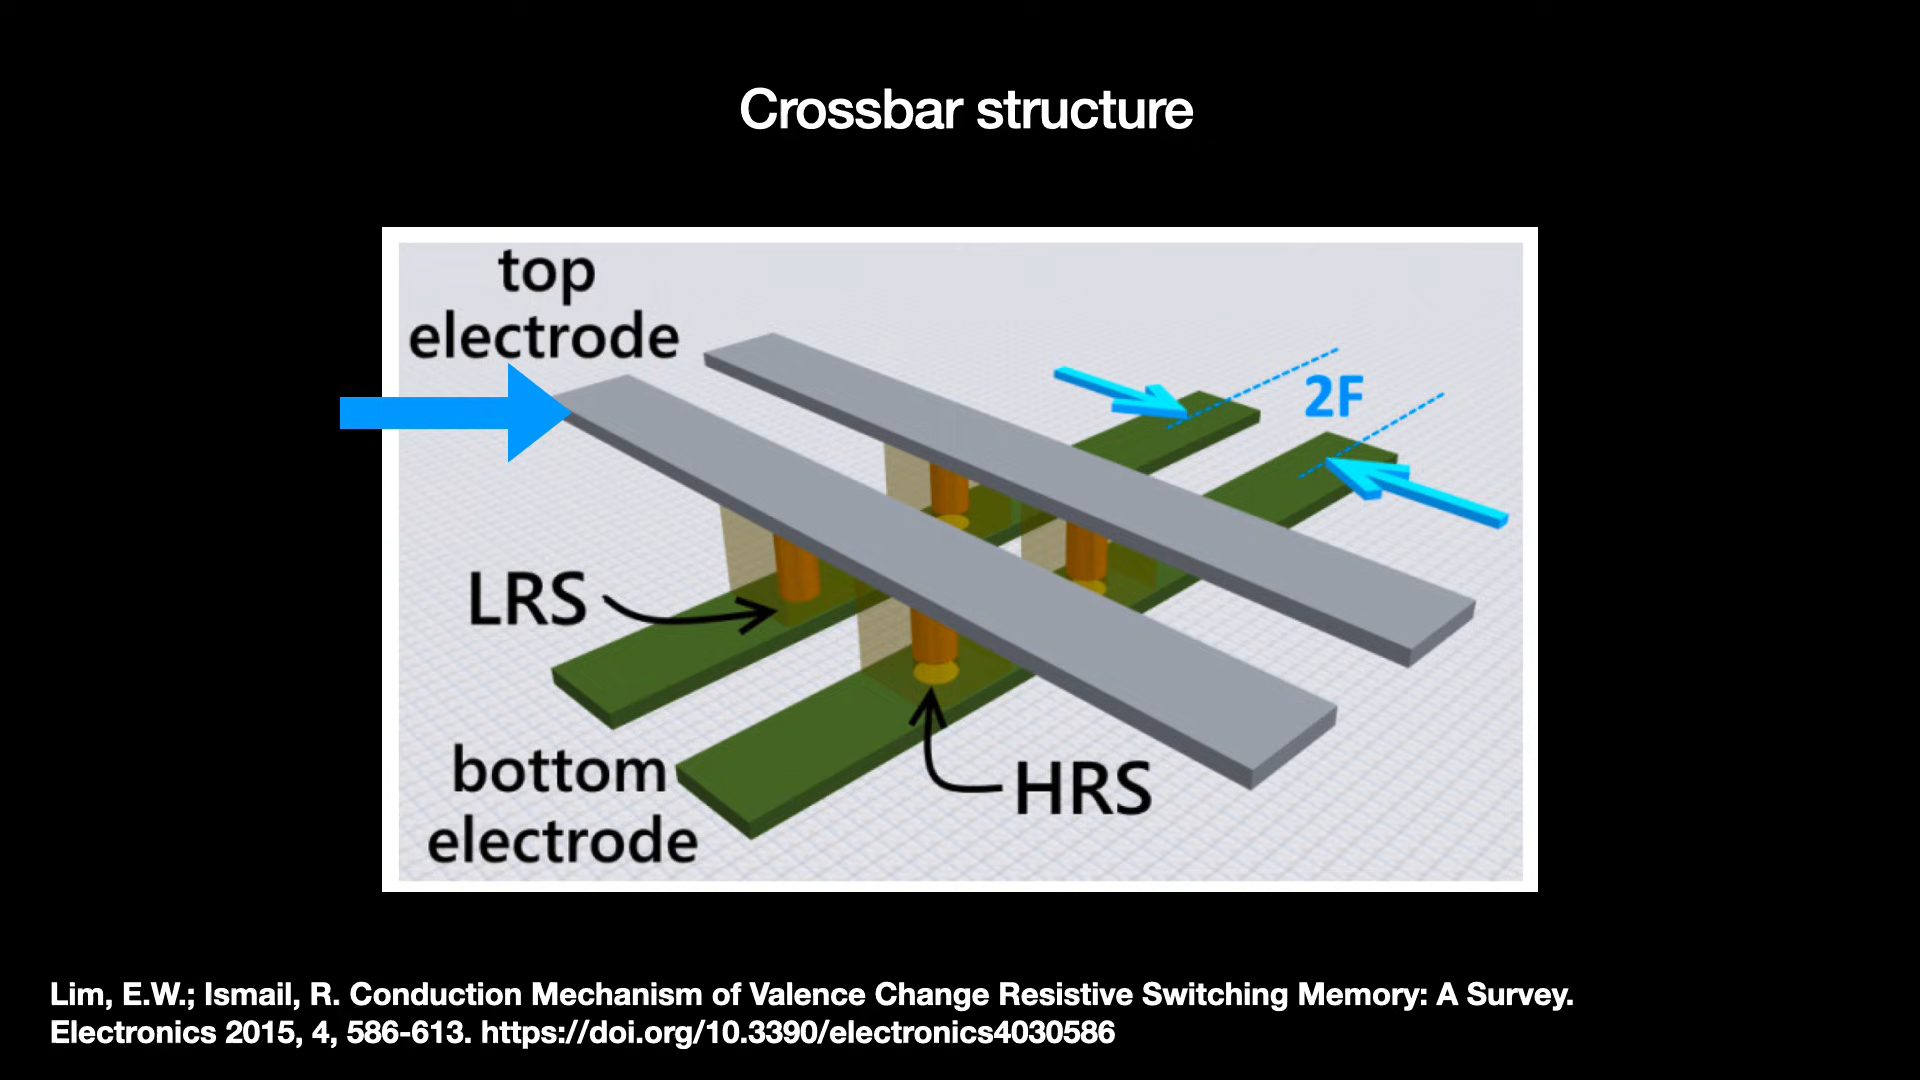 Crossbar structure
top
electrode
2F
LRS
bottom
electrode
HRS
Lim, E.W.; Ismail, R. Conduction Mechanism of Valence Change Resistive Switching Memory: A Survey.
Electronics 2015, 4, 586-613. https://doi.org/10.3390/electronics4030586